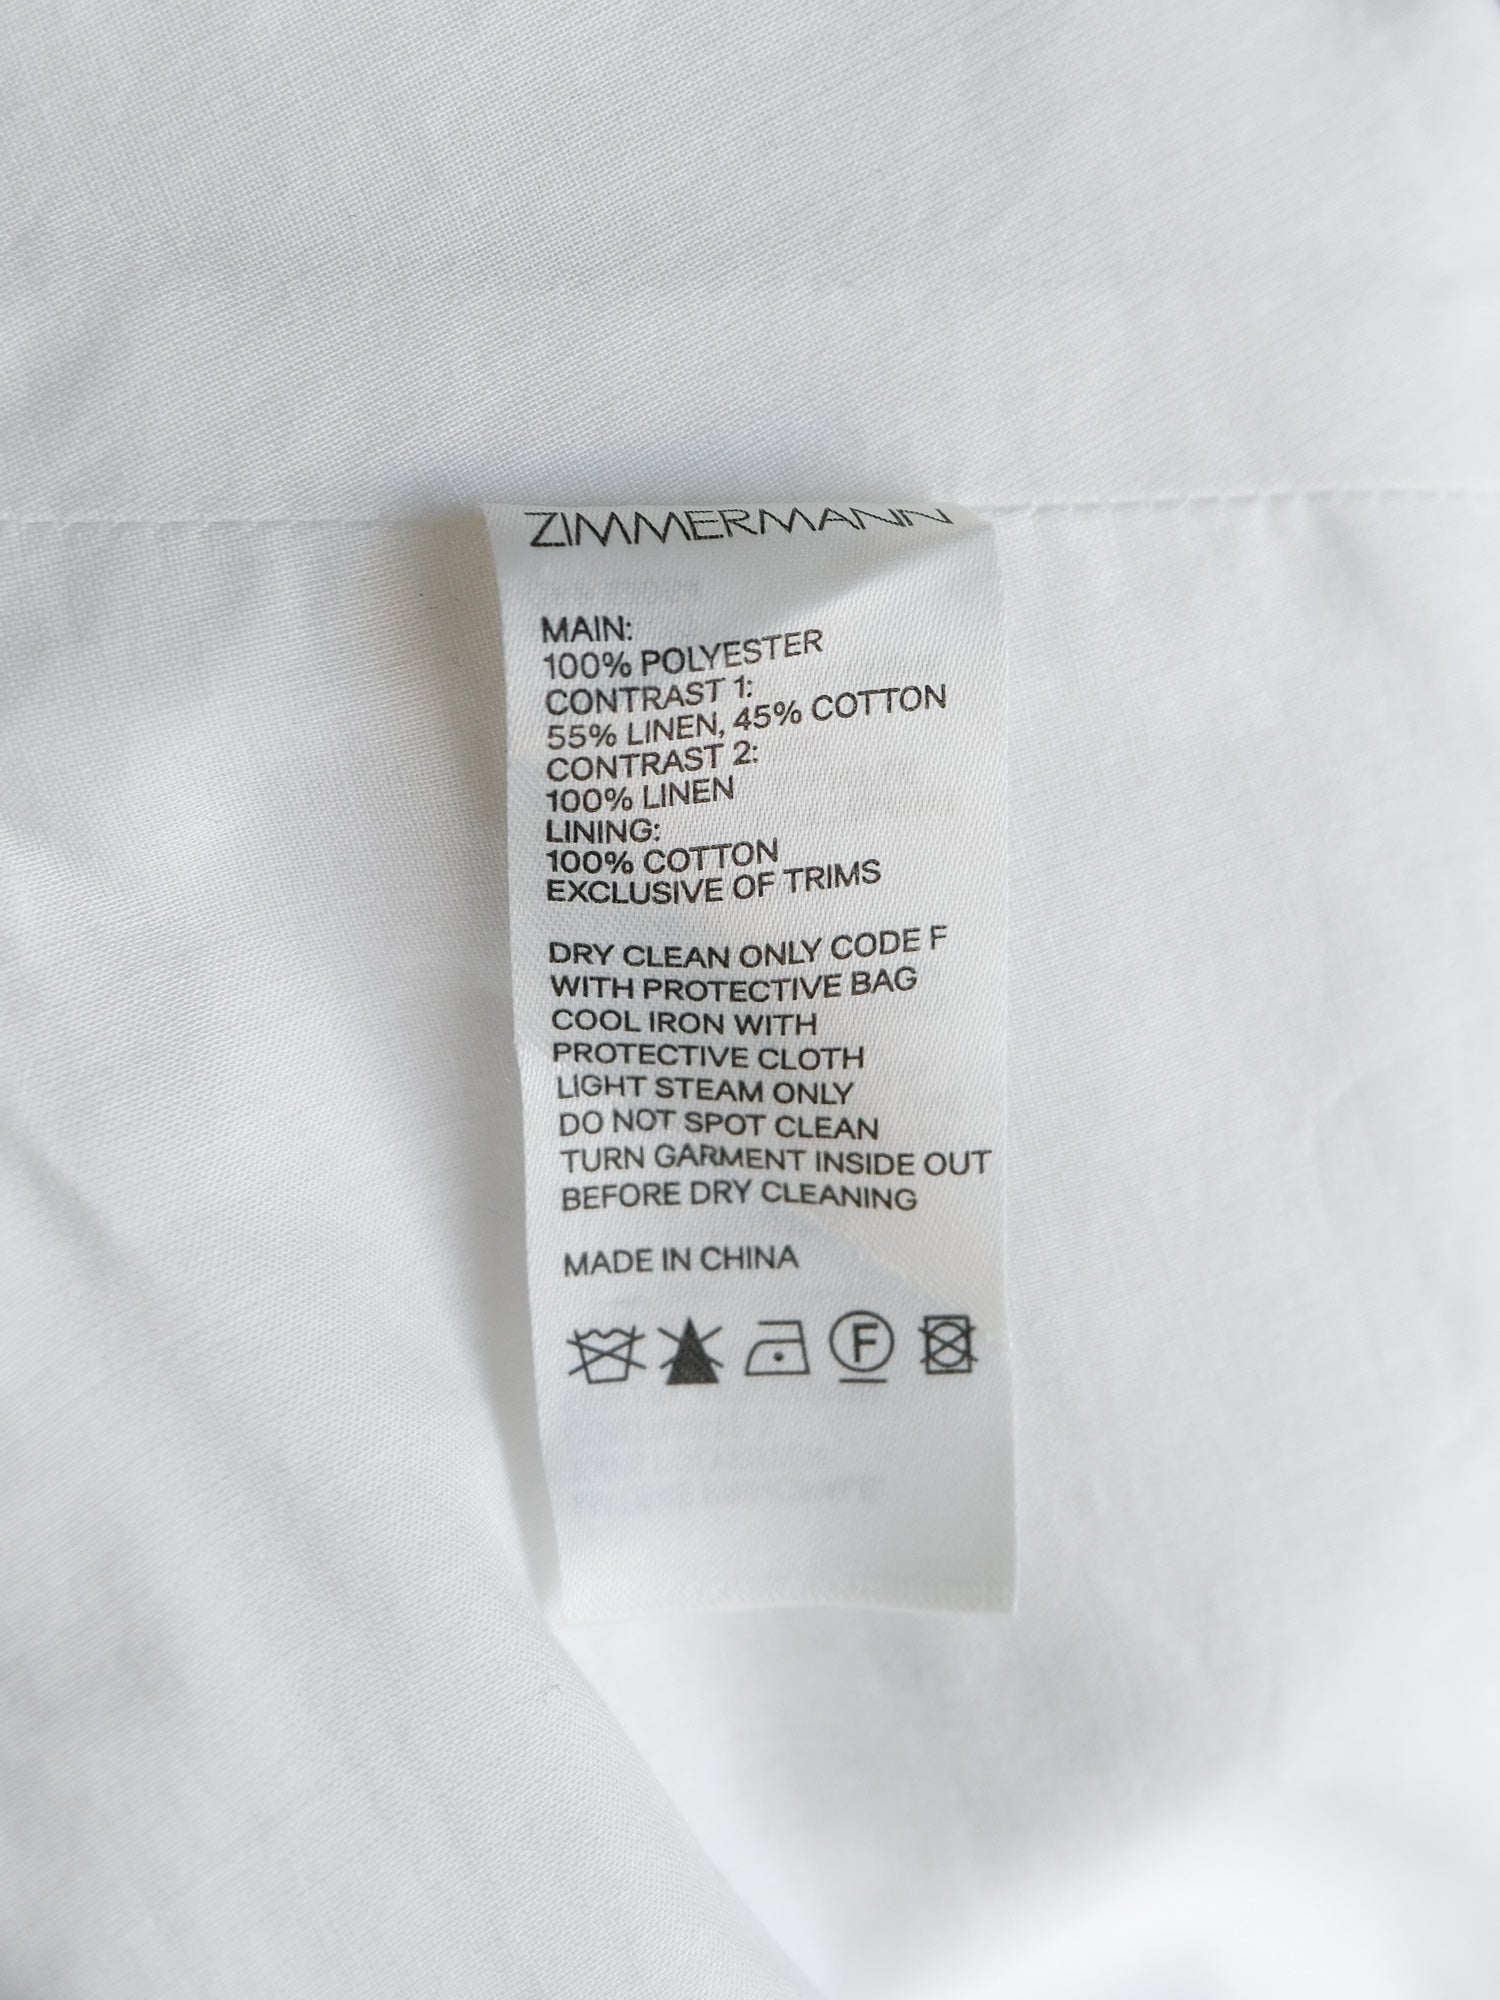 ZIMMERMANN
MAIN:
100% POLYESTER
CONTRAST 1:
55% LINEN, 45% COTTON
CONTRAST 2:
100% LINEN
LINING:
100% COTTON
EXCLUSIVE OF TRIMS
DRY CLEAN ONLY CODE F
WITH PROTECTIVE BAG
COOL IRON WITH
PROTECTIVE CLOTH
LIGHT STEAM ONLY
DO NOT SPOT CLEAN
TURN GARMENT INSIDE OUT
BEFORE DRY CLEANING
MADE IN CHINA
F